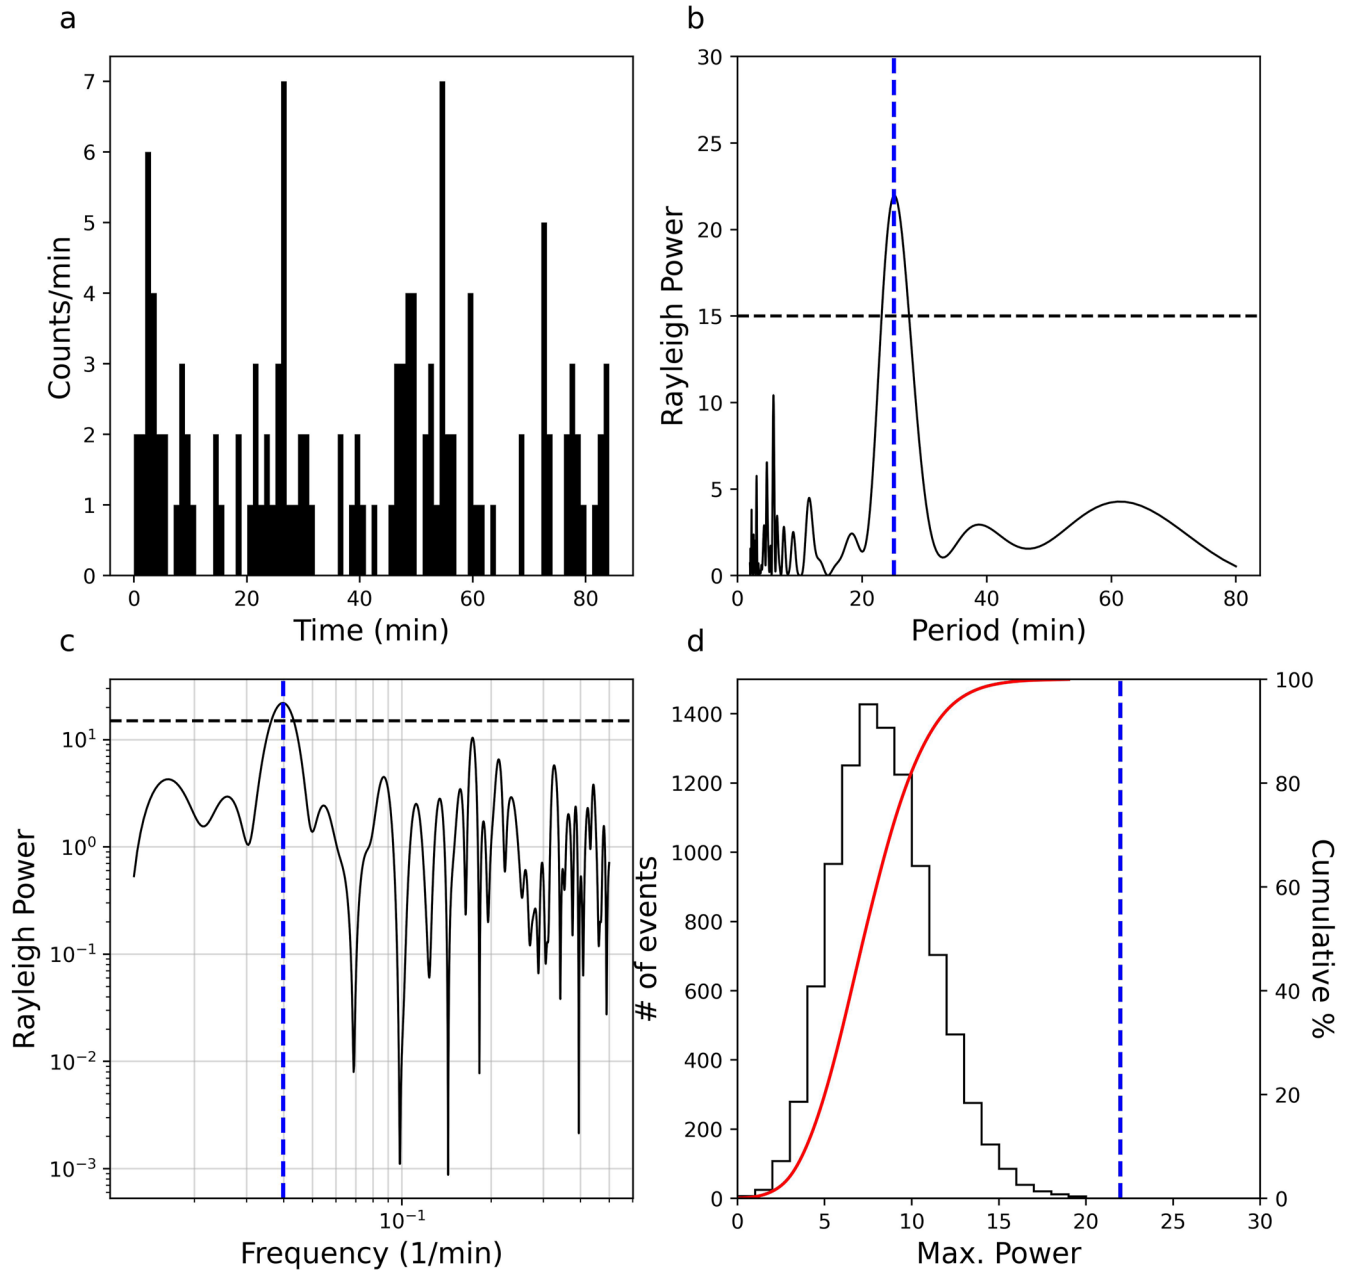 a
7
6
5
4
3
2
1
0
Counts/min
0 20 40 60 80
Time (min)
b
30
25
20
15
10
5
0
Rayleigh Power
0 20 40 60 80
Period (min)
c
10¹
10⁰
10⁻¹
10⁻²
10⁻³
Rayleigh Power
10⁻¹
Frequency (1/min)
d
1400
1200
1000
800
600
400
200
0
# of events
100
80
60
40
20
0
Cumulative %
0 5 10 15 20 25 30
Max. Power